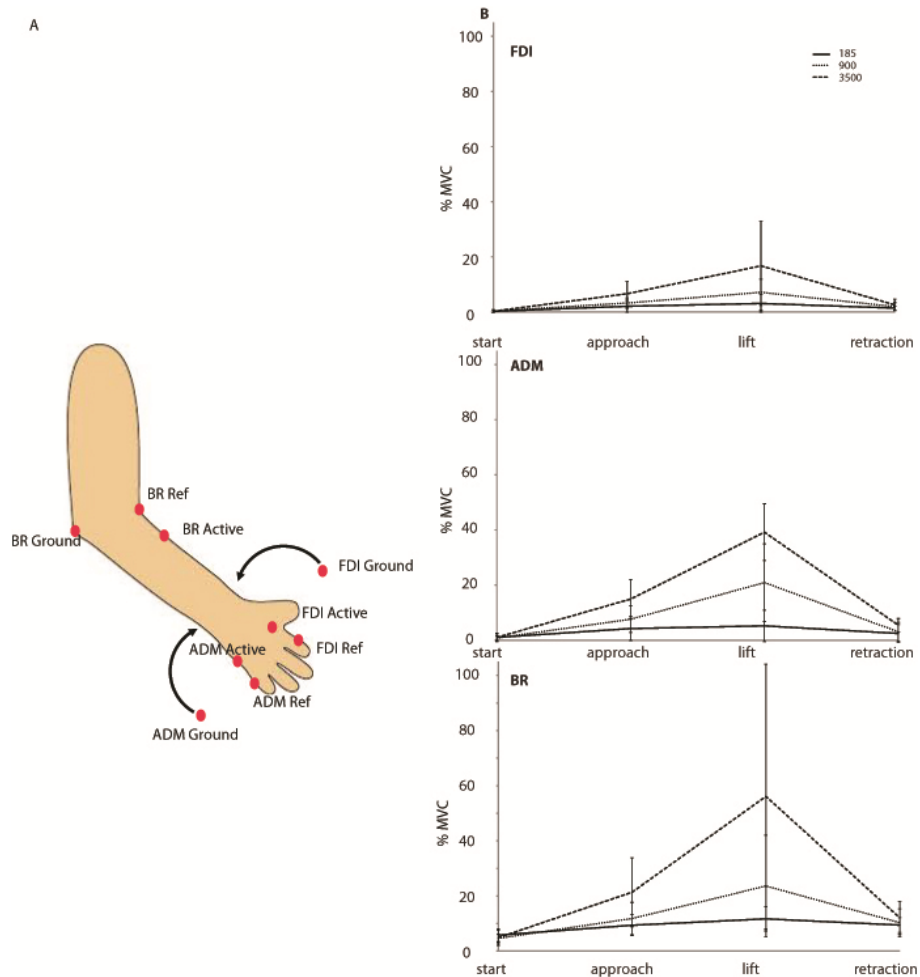 A
BR Ref
BR Active
BR Ground
FDI Ground
FDI Active
ADM Active
FDI Ref
ADM Ref
ADM Ground
B
FDI
185
900
3500
% MVC
100
80
60
40
20
0
start approach lift retraction
ADM
% MVC
100
80
60
40
20
0
start approach lift retraction
BR
% MVC
100
80
60
40
20
0
start approach lift retraction